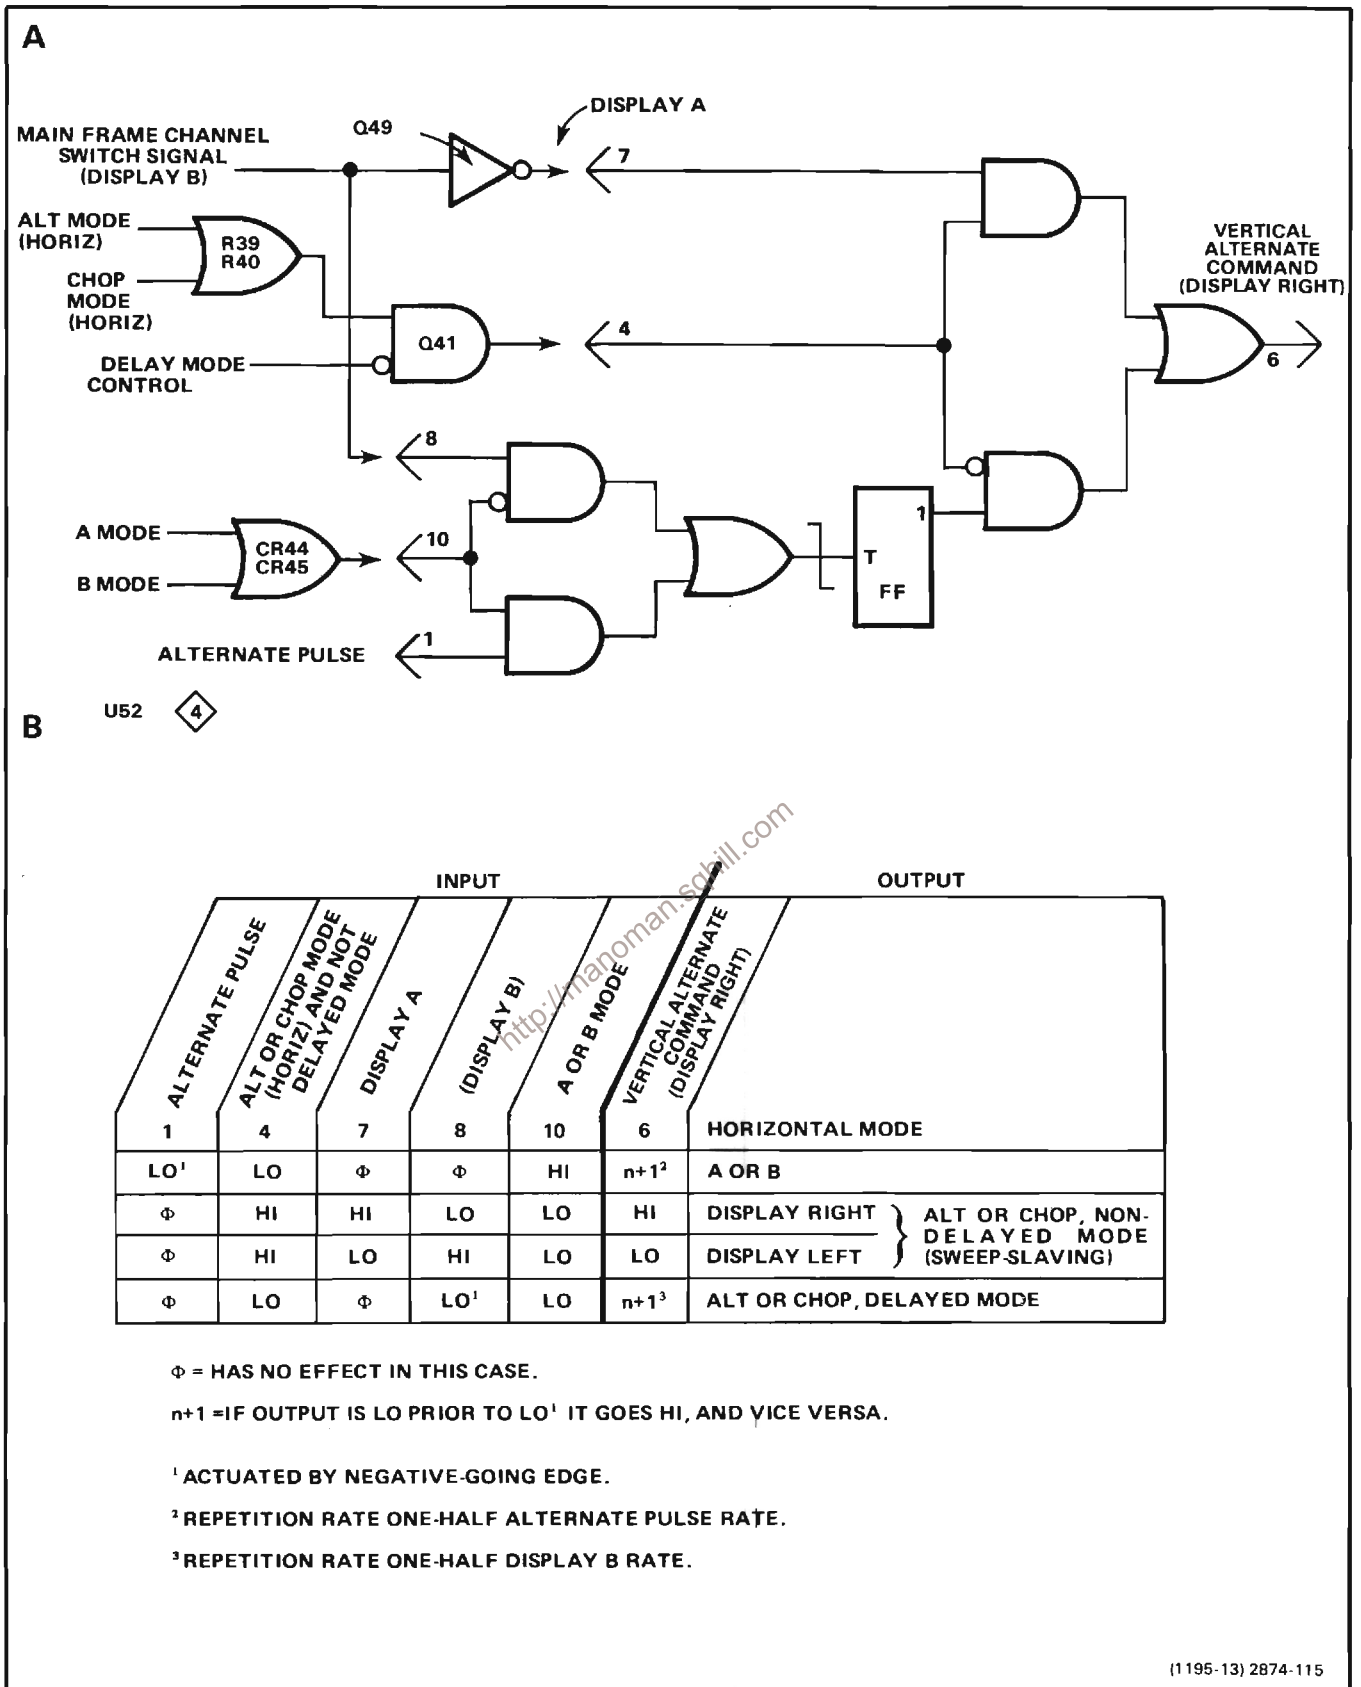 A
DISPLAY A
Q49
MAIN FRAME CHANNEL
SWITCH SIGNAL
(DISPLAY B)
7
ALT MODE
(HORIZ)
R39
R40
CHOP
MODE
(HORIZ)
VERTICAL
ALTERNATE
COMMAND
(DISPLAY RIGHT)
Q41
4
6
DELAY MODE
CONTROL
8
A MODE
B MODE
CR44
CR45
10
1
T
FF
ALTERNATE PULSE
1
U52 4
B
INPUT
OUTPUT
ALTERNATE PULSE
ALT OR CHOP MODE
(HORIZ) AND NOT
DELAYED MODE
DISPLAY A
(DISPLAY B)
A OR B MODE
VERTICAL ALTERNATE
COMMAND
(DISPLAY RIGHT)
http://manoman.sqhill.com
1 4 7 8 10 6 HORIZONTAL MODE
LO¹ LO Φ Φ HI n+1² A OR B
Φ HI HI LO LO HI DISPLAY RIGHT
Φ HI LO HI LO LO DISPLAY LEFT
ALT OR CHOP, NON-
DELAYED MODE
(SWEEP-SLAVING)
Φ LO Φ LO¹ LO n+1³ ALT OR CHOP, DELAYED MODE
Φ = HAS NO EFFECT IN THIS CASE.
n+1 =IF OUTPUT IS LO PRIOR TO LO¹ IT GOES HI, AND VICE VERSA.
¹ ACTUATED BY NEGATIVE-GOING EDGE.
² REPETITION RATE ONE-HALF ALTERNATE PULSE RATE.
³ REPETITION RATE ONE-HALF DISPLAY B RATE.
(1195-13) 2874-115